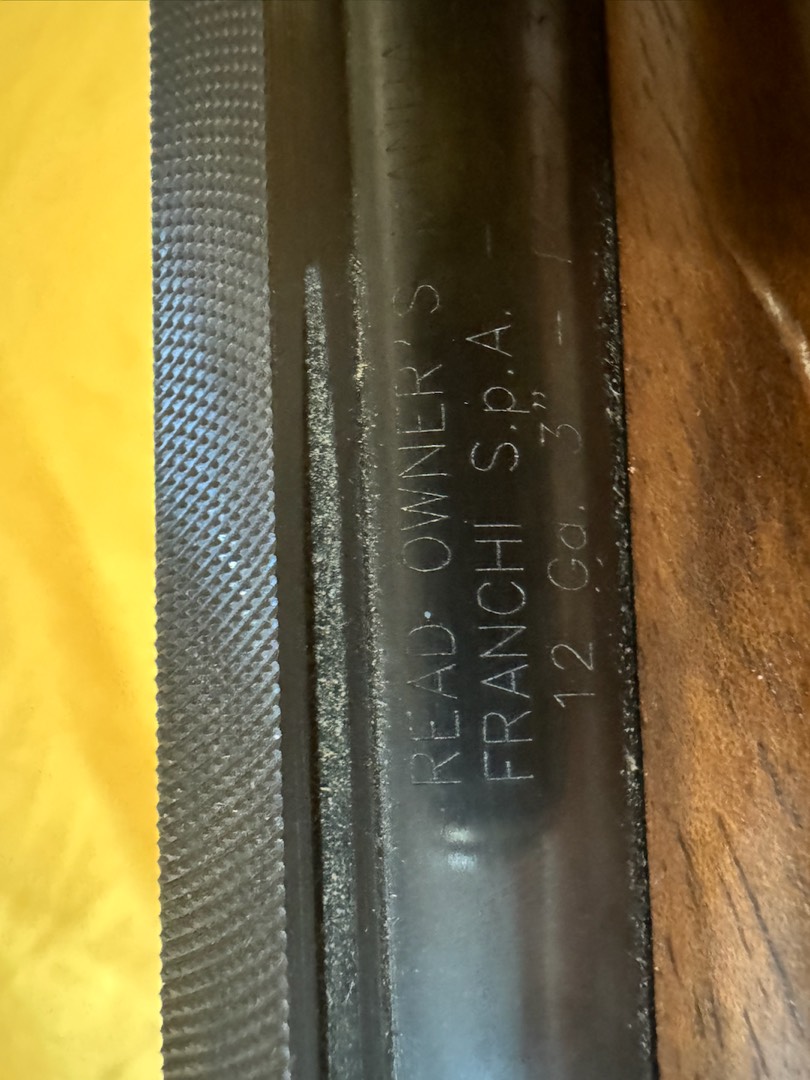 READ OWNER'S
FRANCHI S.p.A. -
12 Ga. 3" -